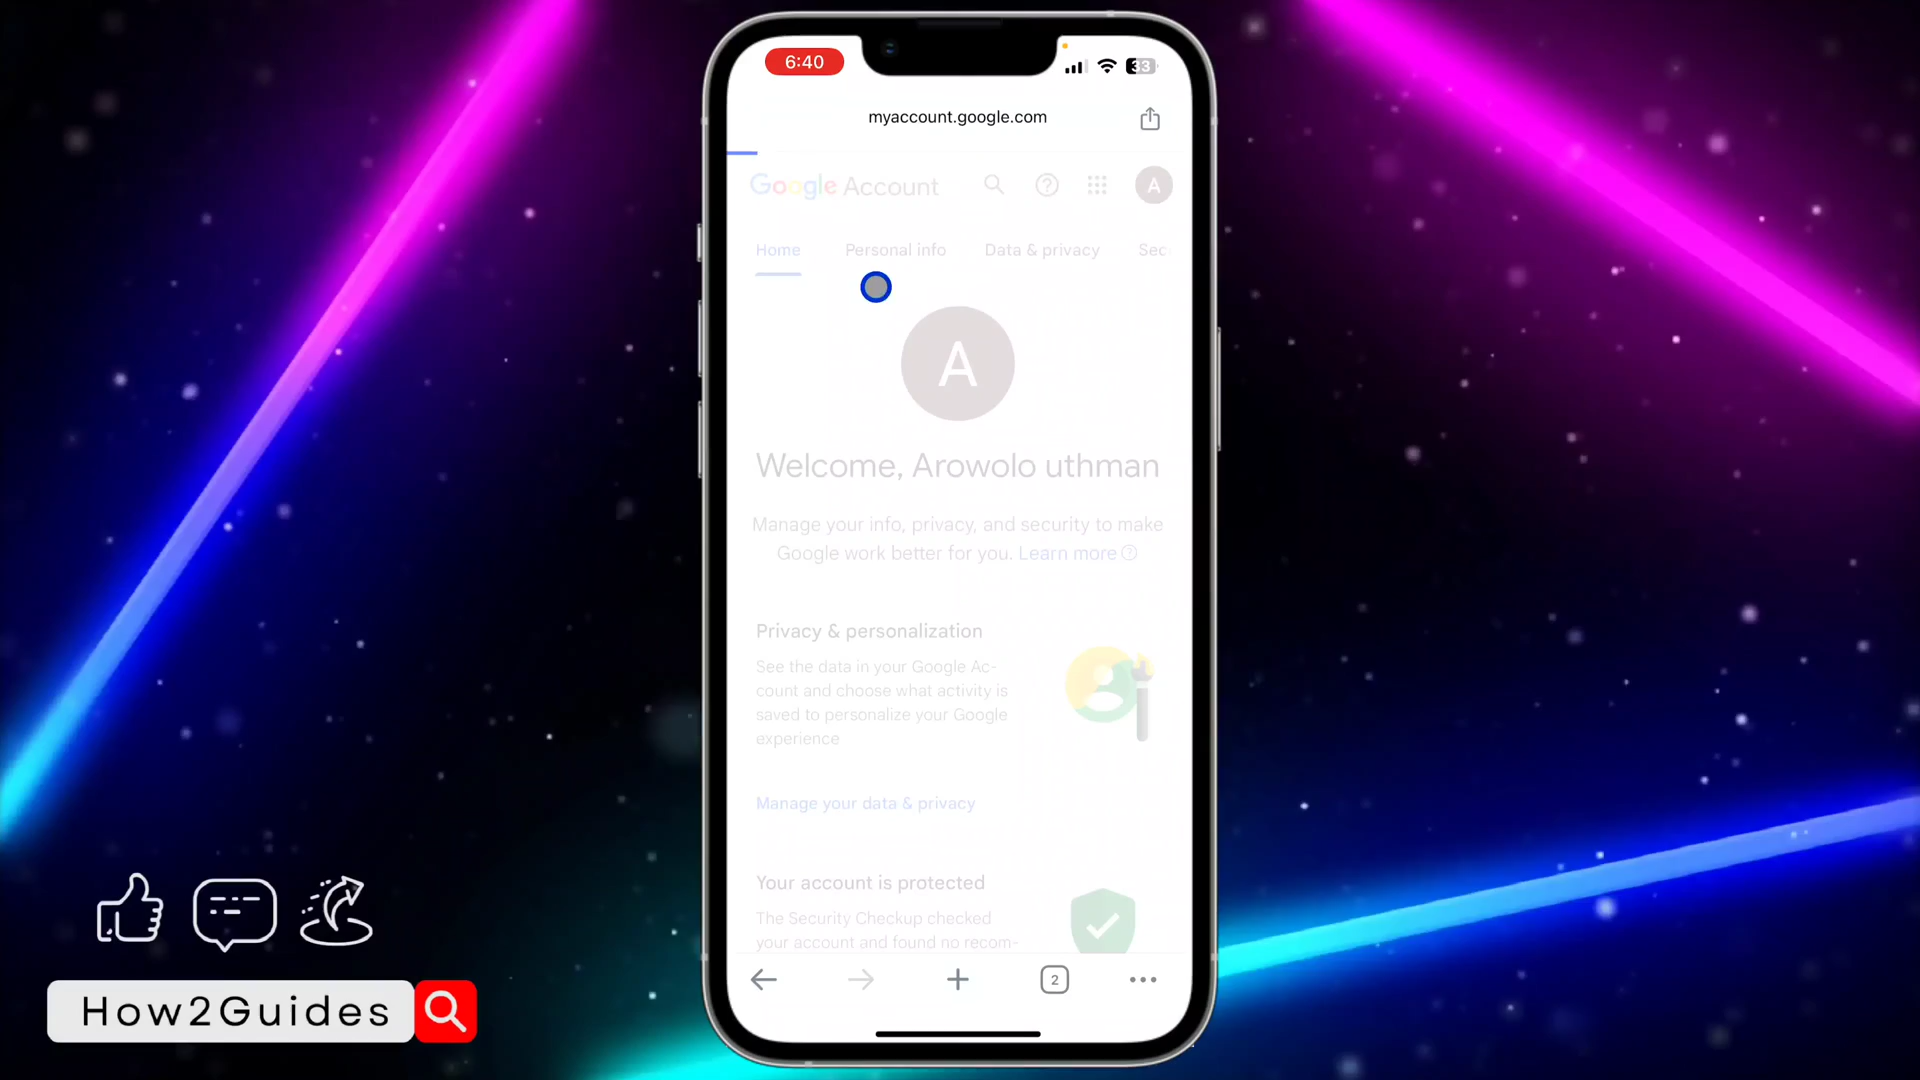 6:40
33
myaccount.google.com
Google Account
A
Home
Personal info
Data & privacy
Sec
A
Welcome, Arowolo uthman
Manage your info, privacy, and security to make
Google work better for you. Learn more
Privacy & personalization
See the data in your Google Ac-
count and choose what activity is
saved to personalize your Google
experience
Manage your data & privacy
Your account is protected
The Security Checkup checked
your account and found no recom-
2
How2Guides